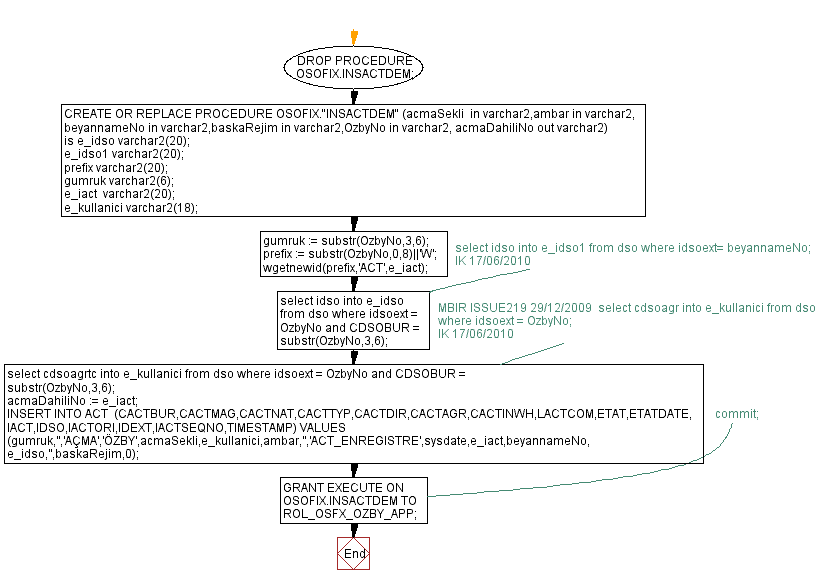 DROP PROCEDURE
OSOFIX.INSACTDEM;
CREATE OR REPLACE PROCEDURE OSOFIX."INSACTDEM" (acmaSekli  in varchar2,ambar in varchar2,
beyannameNo in varchar2,baskaRejim in varchar2,OzbyNo in varchar2, acmaDahiliNo out varchar2)
is e_idso varchar2(20);
e_idso1 varchar2(20);
prefix varchar2(20);
gumruk varchar2(6);
e_iact  varchar2(20);
e_kullanici varchar2(18);
gumruk := substr(OzbyNo,3,6);
prefix := substr(OzbyNo,0,8)||'W';
wgetnewid(prefix,'ACT',e_iact);
select idso into e_idso1 from dso where idsoext= beyannameNo;
IK 17/06/2010
select idso into e_idso
from dso where idsoext =
OzbyNo and CDSOBUR =
substr(OzbyNo,3,6);
MBIR ISSUE219 29/12/2009  select cdsoagr into e_kullanici from dso
where idsoext = OzbyNo;
IK 17/06/2010
select cdsoagrtc into e_kullanici from dso where idsoext = OzbyNo and CDSOBUR =
substr(OzbyNo,3,6);
acmaDahiliNo := e_iact;
INSERT INTO ACT  (CACTBUR,CACTMAG,CACTNAT,CACTTYP,CACTDIR,CACTAGR,CACTINWH,LACTCOM,ETAT,ETATDATE,
IACT,IDSO,IACTORI,IDEXT,IACTSEQNO,TIMESTAMP) VALUES
(gumruk,'','AÇMA','ÖZBY',acmaSekli,e_kullanici,ambar,'','ACT_ENREGISTRE',sysdate,e_iact,beyannameNo,
e_idso,'',baskaRejim,0);
commit;
GRANT EXECUTE ON
OSOFIX.INSACTDEM TO
ROL_OSFX_OZBY_APP;
End